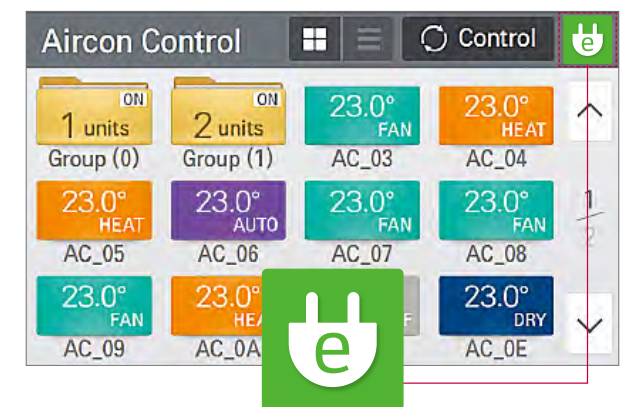 Aircon Control
Control
e
ON
1 units
ON
2 units
23.0°
FAN
23.0°
HEAT
Group (0)
Group (1)
AC_03
AC_04
23.0°
HEAT
23.0°
AUTO
23.0°
FAN
23.0°
FAN
1
2
AC_05
AC_06
AC_07
AC_08
23.0°
FAN
23.0°
F
23.0°
DRY
AC_09
AC_0A
AC_0E
e